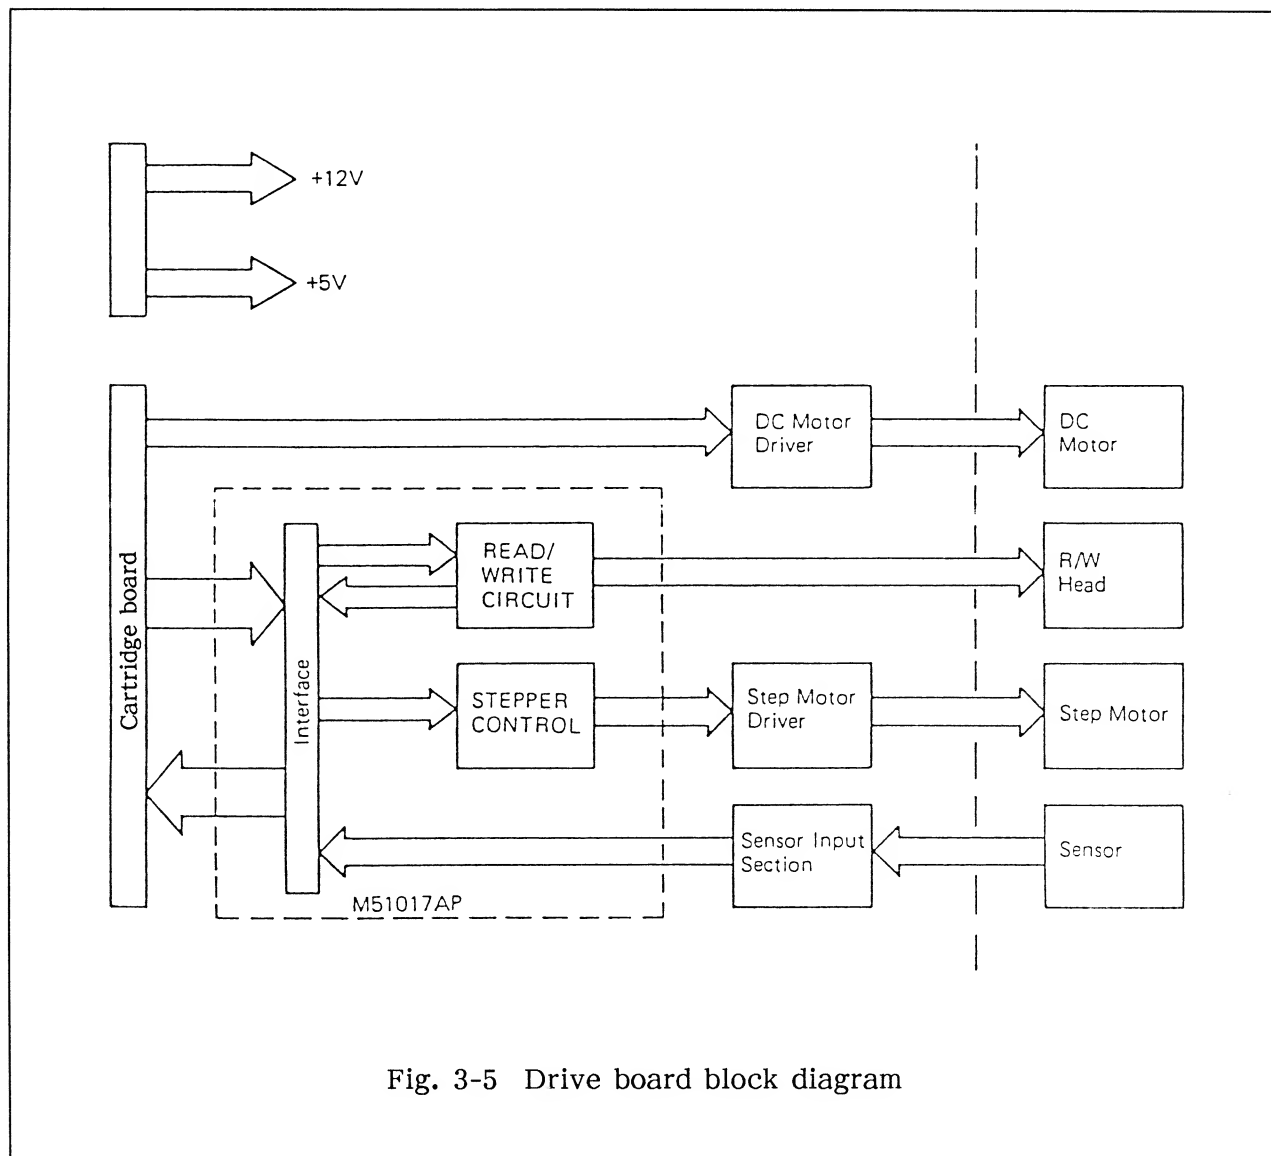 +12V
+5V
Cartridge board
DC Motor
Driver
DC
Motor
Interface
READ/
WRITE
CIRCUIT
R/W
Head
STEPPER
CONTROL
Step Motor
Driver
Step Motor
Sensor Input
Section
Sensor
M51017AP
Fig. 3-5 Drive board block diagram